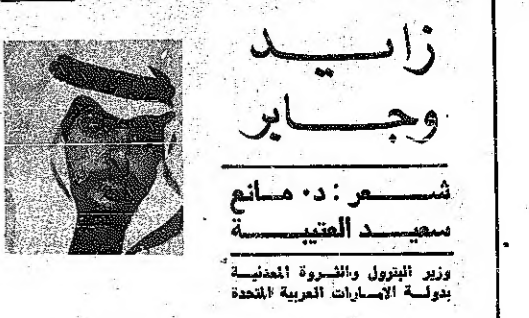 زايد
وجابر
شعر : د. مانع
سعيد العتيبة
وزير البترول والثروة المعدنية
بدولة الامارات العربية المتحدة